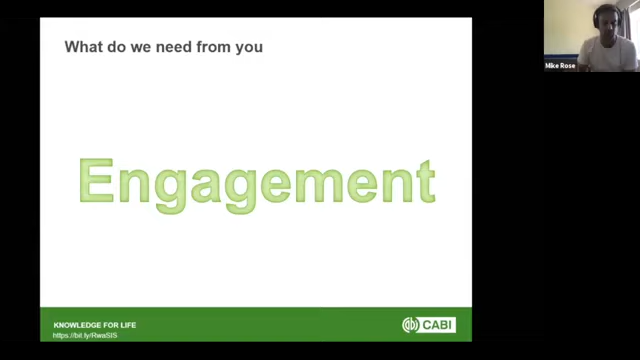 What do we need from you
Mike Rose
Engagement
KNOWLEDGE FOR LIFE
https://bit.ly/RwaSIS
CABI